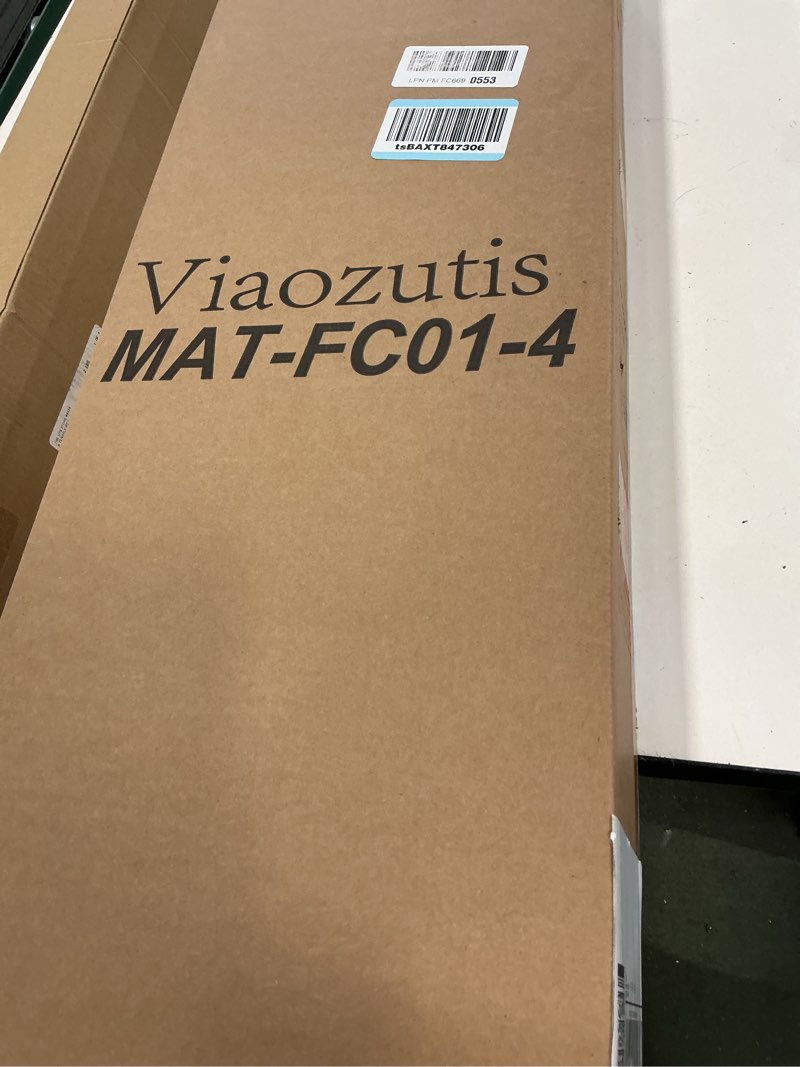 LPN PM FC669 0553
tsBAXT847306
Viaozutis
MAT-FC01-4